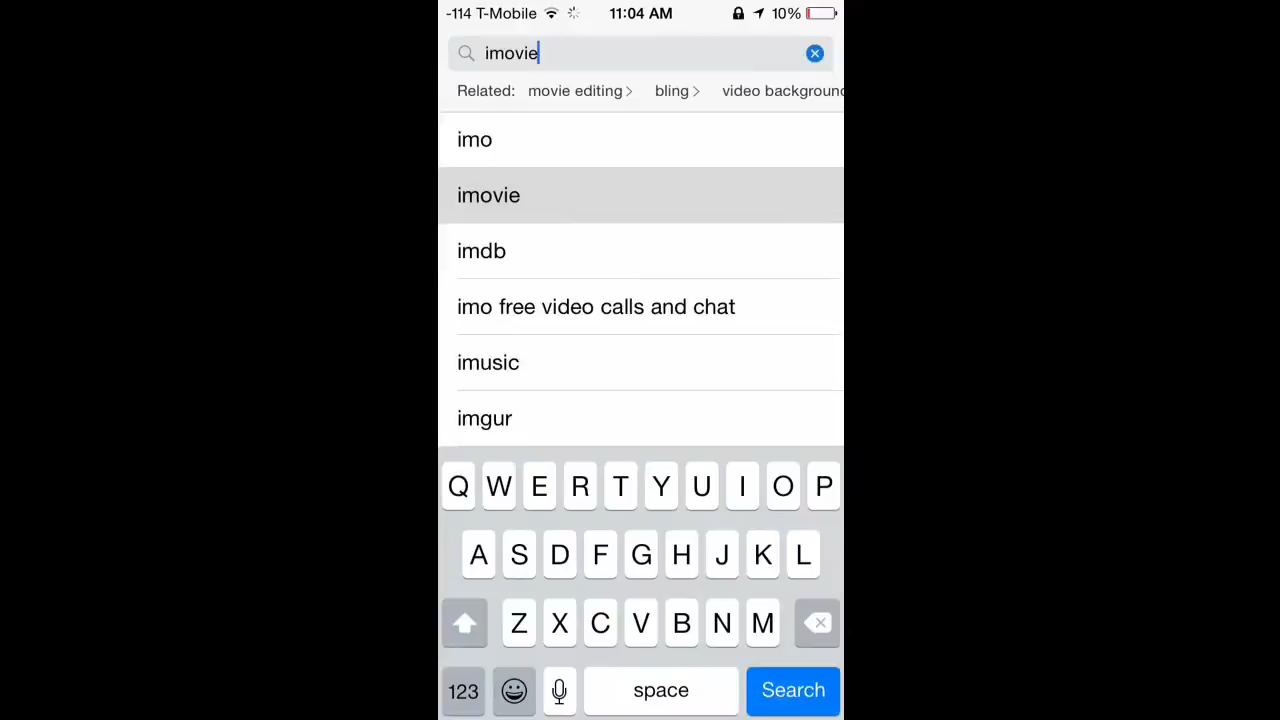 -114 T-Mobile 11:04 AM 10%
imovie
Related: movie editing > bling > video backgroun
imo
imovie
imdb
imo free video calls and chat
imusic
imgur
Q W E R T Y U I O P
A S D F G H J K L
Z X C V B N M
123 space Search